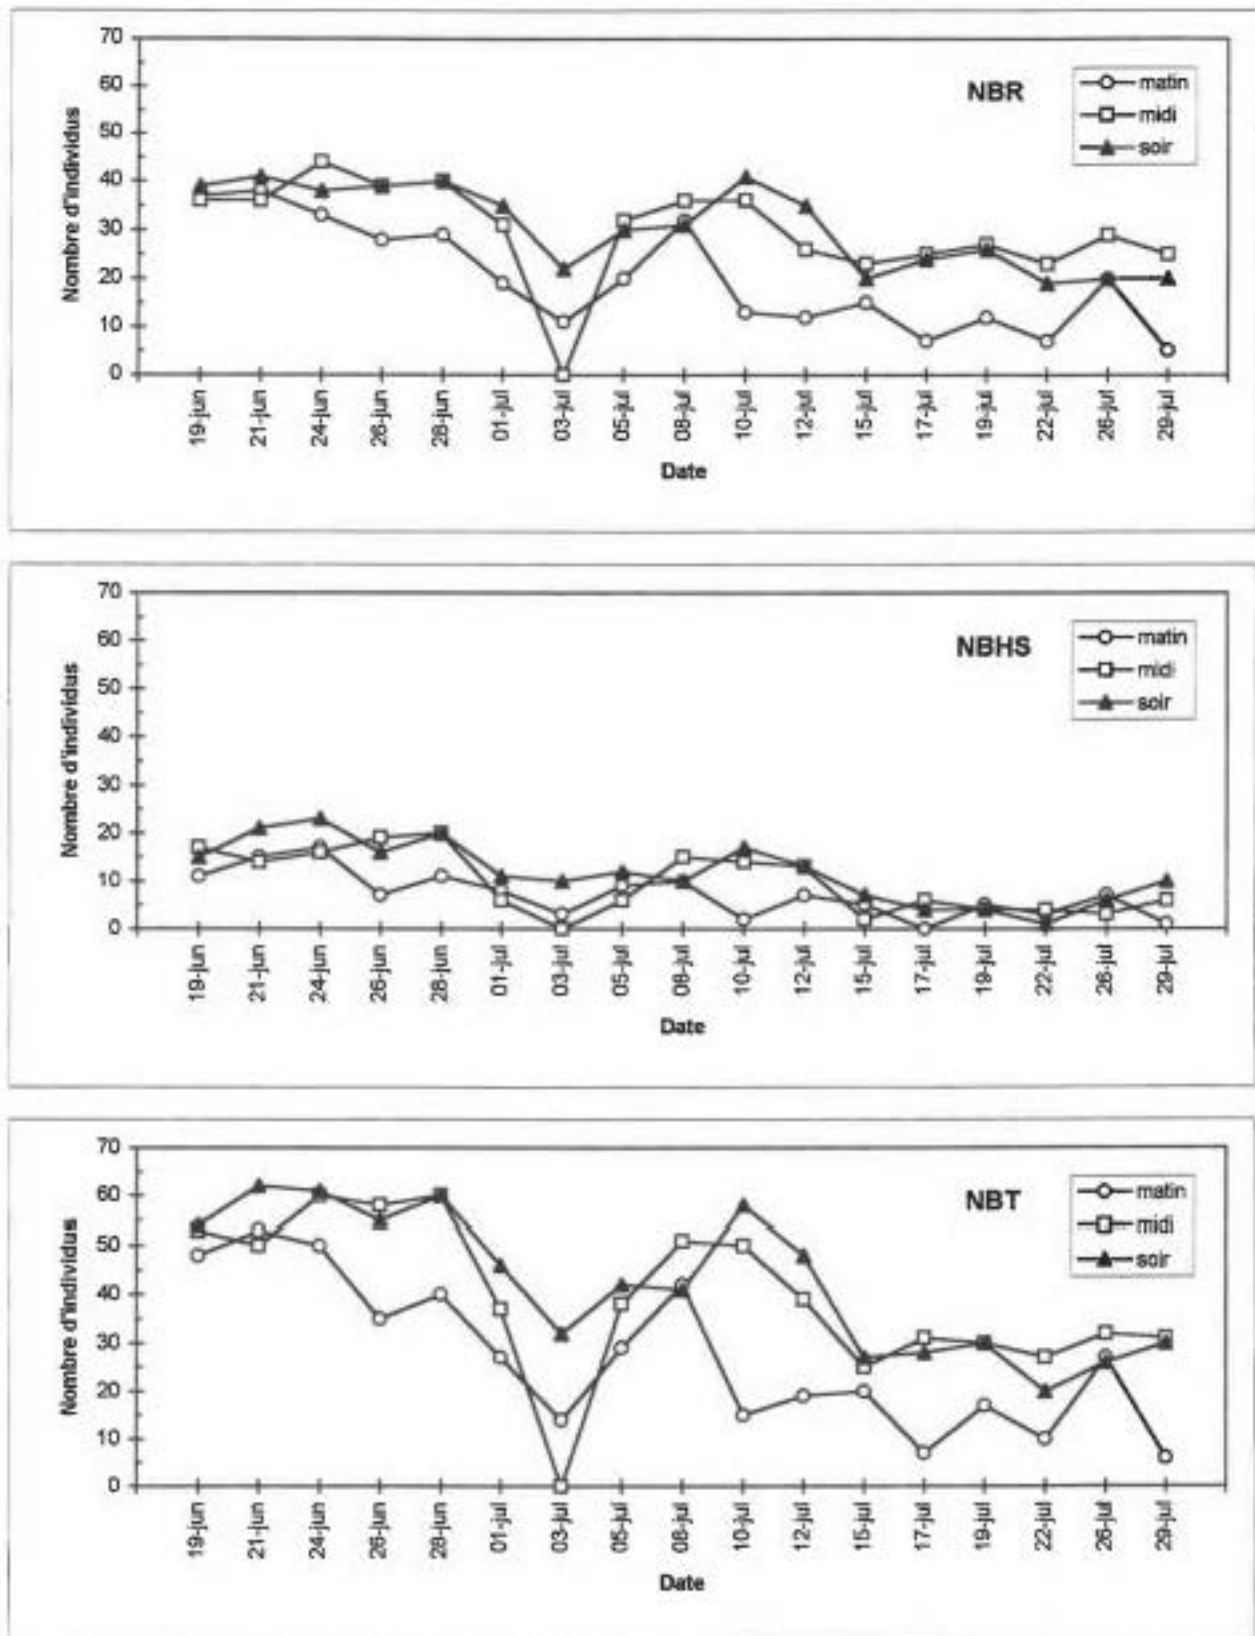 NBR
matin
midi
soir
Nombre d'individus
70
60
50
40
30
20
10
0
19-jun
21-jun
24-jun
26-jun
28-jun
01-jul
03-jul
05-jul
08-jul
10-jul
12-jul
15-jul
17-jul
19-jul
22-jul
26-jul
29-jul
Date
NBHS
matin
midi
soir
Nombre d'individus
70
60
50
40
30
20
10
0
19-jun
21-jun
24-jun
26-jun
28-jun
01-jul
03-jul
05-jul
08-jul
10-jul
12-jul
15-jul
17-jul
19-jul
22-jul
26-jul
29-jul
Date
NBT
matin
midi
soir
Nombre d'individus
70
60
50
40
30
20
10
0
19-jun
21-jun
24-jun
26-jun
28-jun
01-jul
03-jul
05-jul
08-jul
10-jul
12-jul
15-jul
17-jul
19-jul
22-jul
26-jul
29-jul
Date